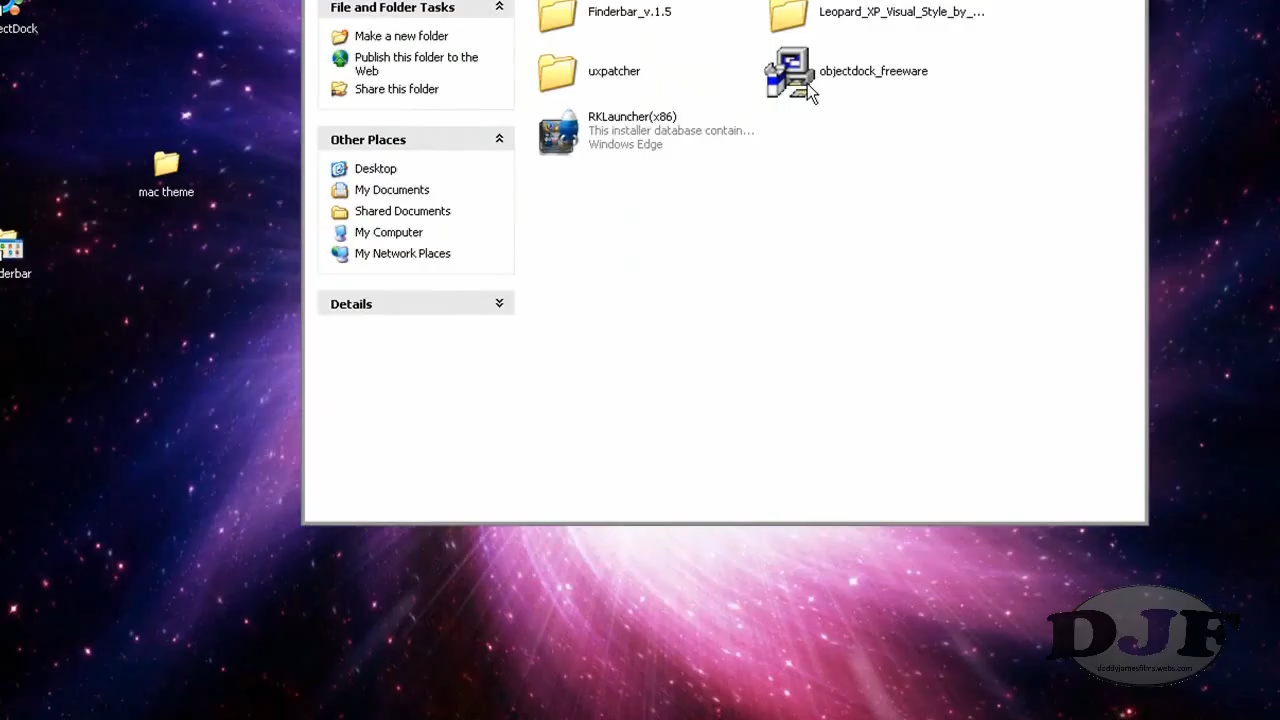 ectDock
mac theme
derbar
File and Folder Tasks
Make a new folder
Publish this folder to the
Web
Share this folder
Other Places
Desktop
My Documents
Shared Documents
My Computer
My Network Places
Details
Finderbar_v.1.5
Leopard_XP_Visual_Style_by_...
uxpatcher
objectdock_freeware
RKLauncher(x86)
This installer database contain...
Windows Edge
DJF
daddyjamesfilms.webs.com